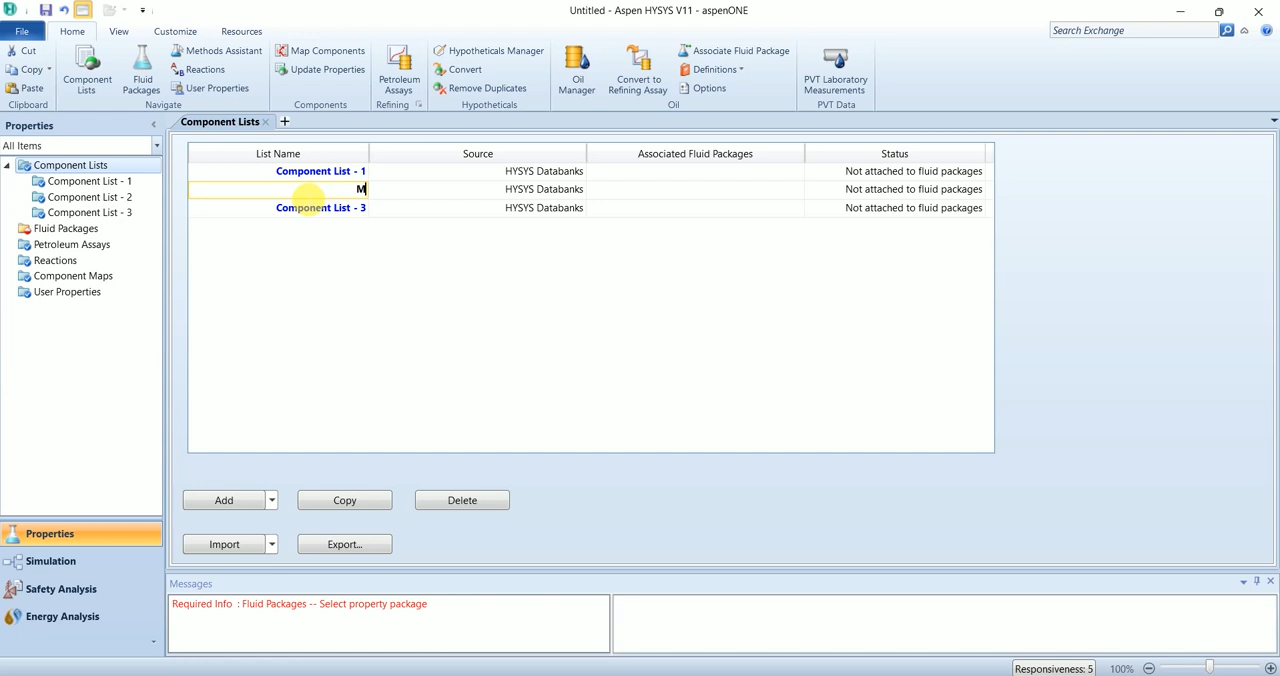 Untitled - Aspen HYSYS V11 - aspenONE
File
Home
View
Customize
Resources
Search Exchange
Cut
Copy
Paste
Clipboard
Component Lists
Fluid Packages
Methods Assistant
Reactions
User Properties
Navigate
Map Components
Update Properties
Components
Petroleum Assays
Refining
Hypotheticals Manager
Convert
Remove Duplicates
Hypotheticals
Oil Manager
Convert to Refining Assay
Associate Fluid Package
Definitions
Options
Oil
PVT Laboratory Measurements
PVT Data
Properties
All Items
Component Lists
Component List - 1
Component List - 2
Component List - 3
Fluid Packages
Petroleum Assays
Reactions
Component Maps
User Properties
Properties
Simulation
Safety Analysis
Energy Analysis
Component Lists
List Name Source Associated Fluid Packages Status
Component List - 1 HYSYS Databanks Not attached to fluid packages
M HYSYS Databanks Not attached to fluid packages
Component List - 3 HYSYS Databanks Not attached to fluid packages
Add Copy Delete
Import Export...
Messages
Required Info : Fluid Packages -- Select property package
Responsiveness: 5 100%